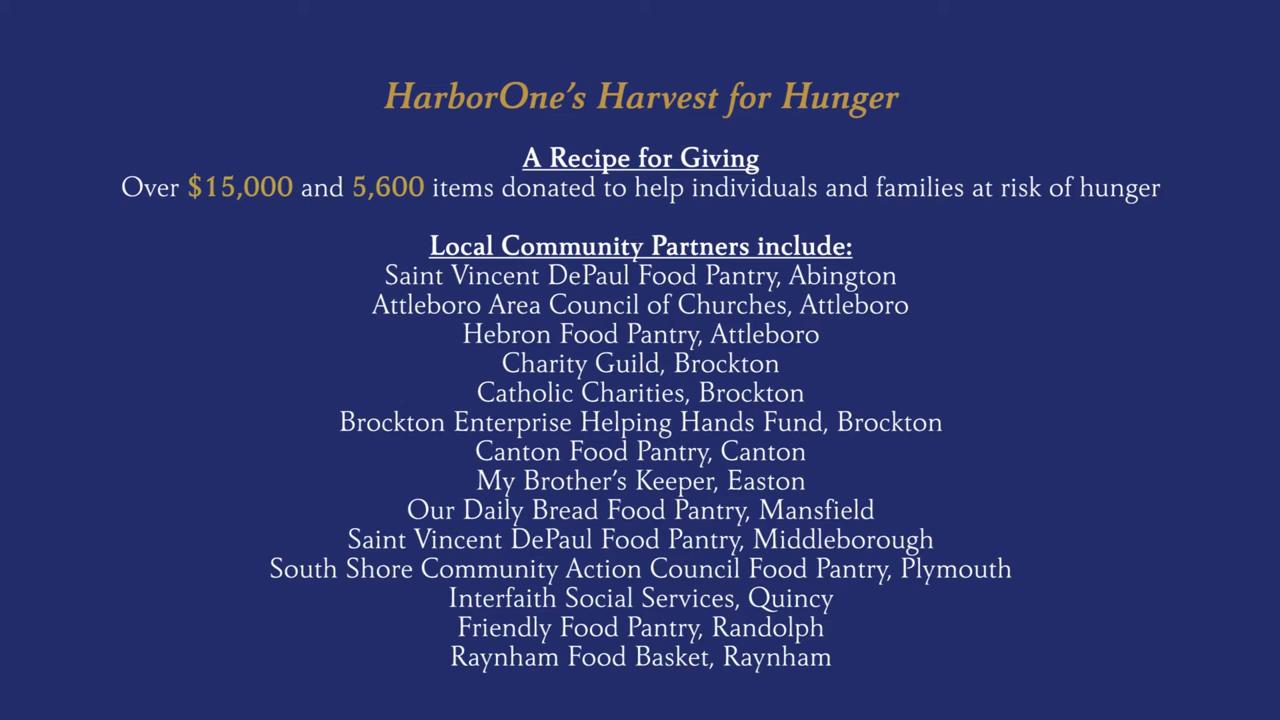 HarborOne’s Harvest for Hunger
A Recipe for Giving
Over $15,000 and 5,600 items donated to help individuals and families at risk of hunger
Local Community Partners include:
Saint Vincent DePaul Food Pantry, Abington
Attleboro Area Council of Churches, Attleboro
Hebron Food Pantry, Attleboro
Charity Guild, Brockton
Catholic Charities, Brockton
Brockton Enterprise Helping Hands Fund, Brockton
Canton Food Pantry, Canton
My Brother’s Keeper, Easton
Our Daily Bread Food Pantry, Mansfield
Saint Vincent DePaul Food Pantry, Middleborough
South Shore Community Action Council Food Pantry, Plymouth
Interfaith Social Services, Quincy
Friendly Food Pantry, Randolph
Raynham Food Basket, Raynham